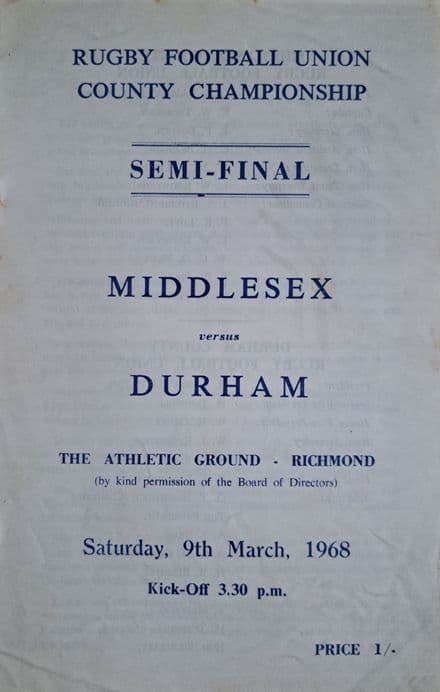 RUGBY FOOTBALL UNION
COUNTY CHAMPIONSHIP
SEMI-FINAL
MIDDLESEX
versus
DURHAM
THE ATHLETIC GROUND - RICHMOND
(by kind permission of the Board of Directors)
Saturday, 9th March, 1968
Kick-Off 3.30 p.m.
PRICE 1/-